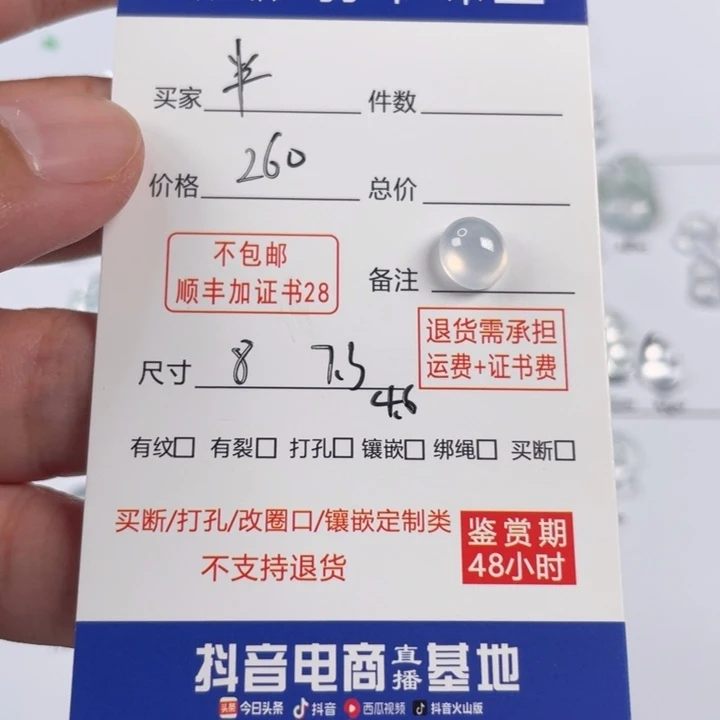 买家 半 件数
价格 260 总价
不包邮
顺丰加证书28
备注
退货需承担
运费+证书费
尺寸 8 7.5 4.6
有纹□ 有裂□ 打孔□ 镶嵌□ 绑绳□ 买断□
买断/打孔/改圈口/镶嵌定制类
不支持退货
鉴赏期
48小时
抖音电商直播基地
头条 今日头条 抖音 西瓜视频 抖音火山版